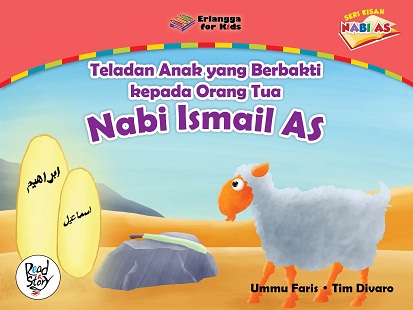 Erlangga
for Kids
SERI KISAH
NABI AS
Teladan Anak yang Berbakti
kepada Orang Tua
Nabi Ismail AS
ابراهيم
اسماعيل
Read
a
Story
Ummu Faris • Tim Divaro